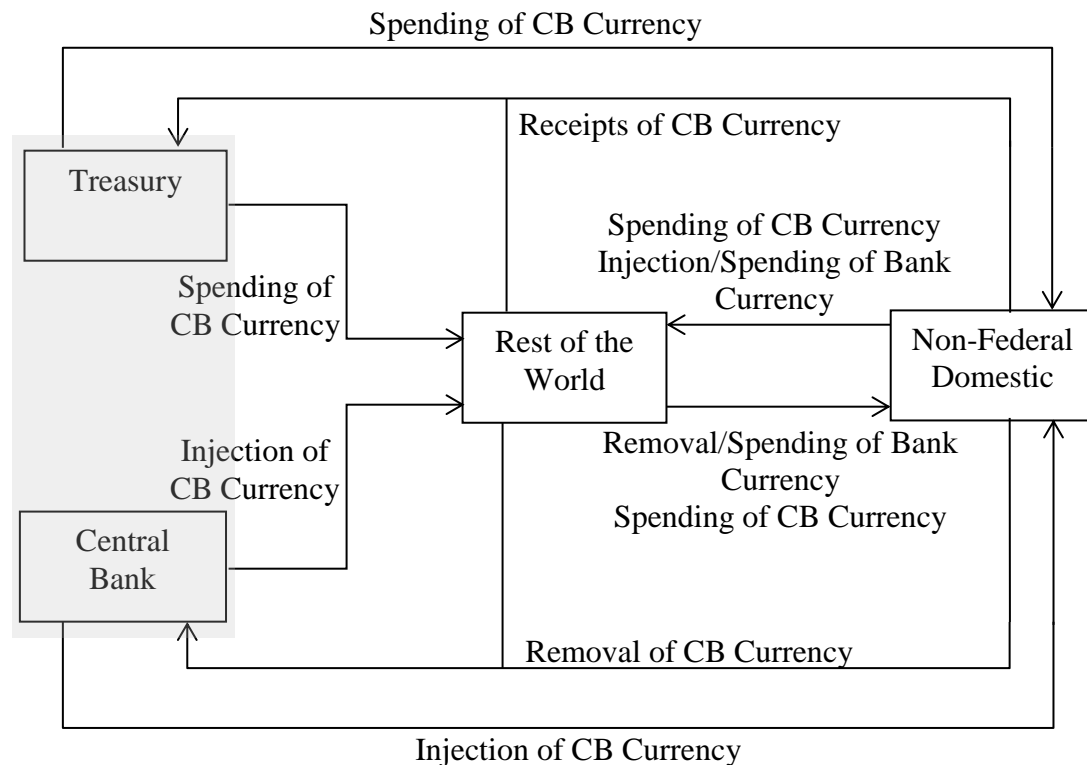 Spending of CB Currency
Receipts of CB Currency
Treasury
Spending of CB Currency
Injection/Spending of Bank
Currency
Spending of
CB Currency
Rest of the
World
Non-Federal
Domestic
Injection of
CB Currency
Removal/Spending of Bank
Currency
Spending of CB Currency
Central
Bank
Removal of CB Currency
Injection of CB Currency